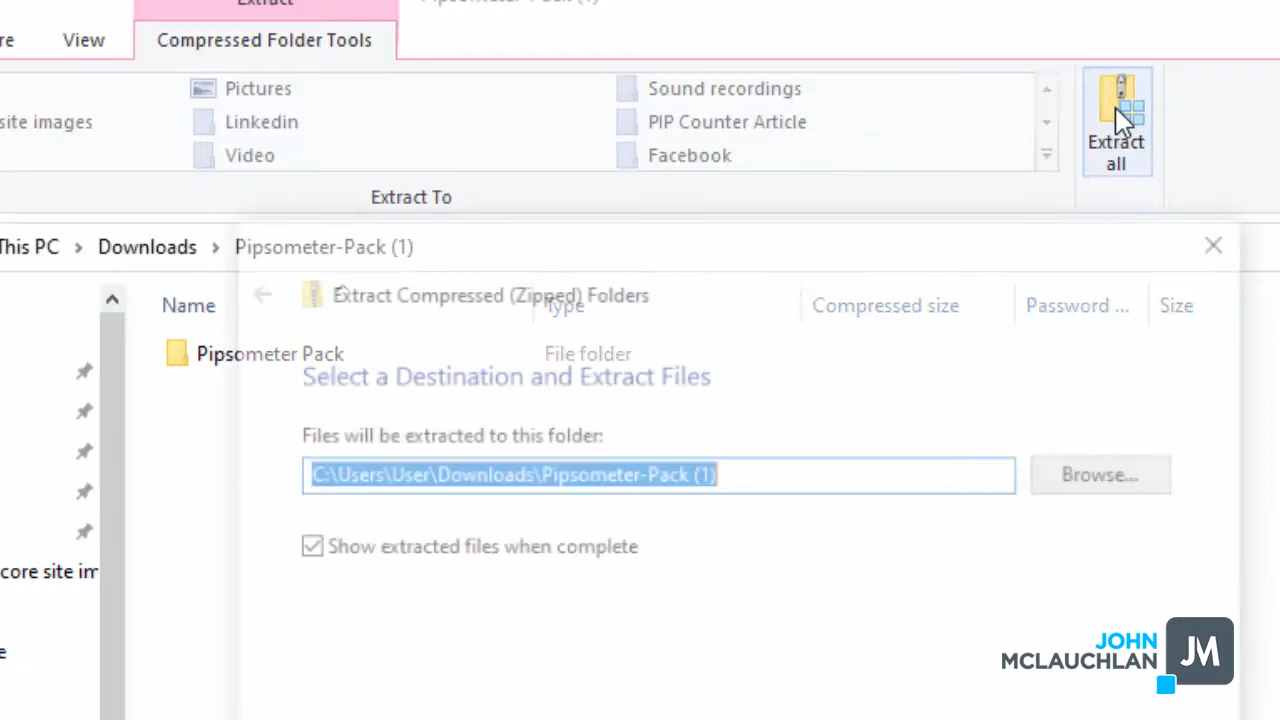 Extract
Pipsometer-Pack (1)
re
View
Compressed Folder Tools
Pictures
Sound recordings
site images
Linkedin
PIP Counter Article
Video
Facebook
Extract
all
Extract To
This PC > Downloads > Pipsometer-Pack (1)
Extract Compressed (Zipped) Folders
Name
Type
Compressed size
Password ...
Size
Pipsometer Pack
File folder
Select a Destination and Extract Files
Files will be extracted to this folder:
C:\Users\User\Downloads\Pipsometer-Pack (1)
Browse...
Show extracted files when complete
core site im
e
JOHN
MCLAUCHLAN
JM